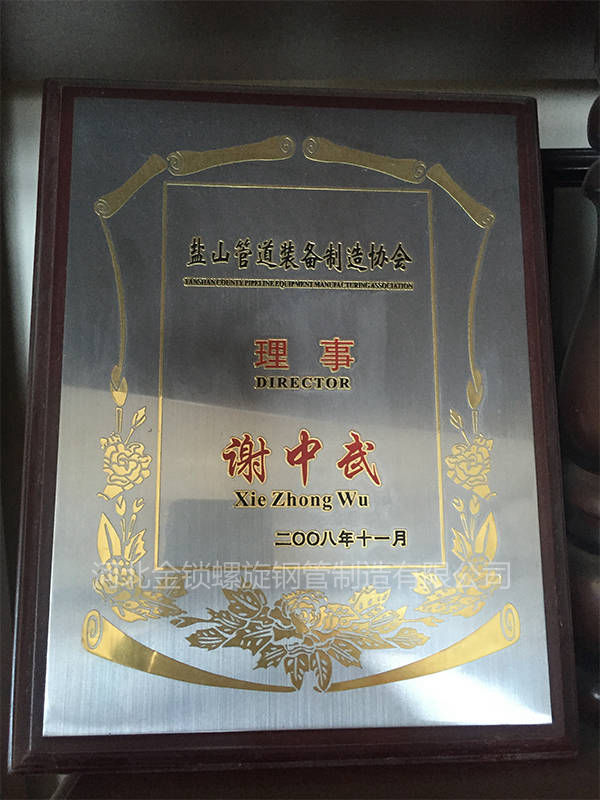 盐山管道装备制造协会
YANSHAN COUNTY PIPELINE EQUIPMENT MANUFACTURING ASSOCIATION
理事
DIRECTOR
谢中武
Xie Zhong Wu
二〇〇八年十一月
河北金锁螺旋钢管制造有限公司